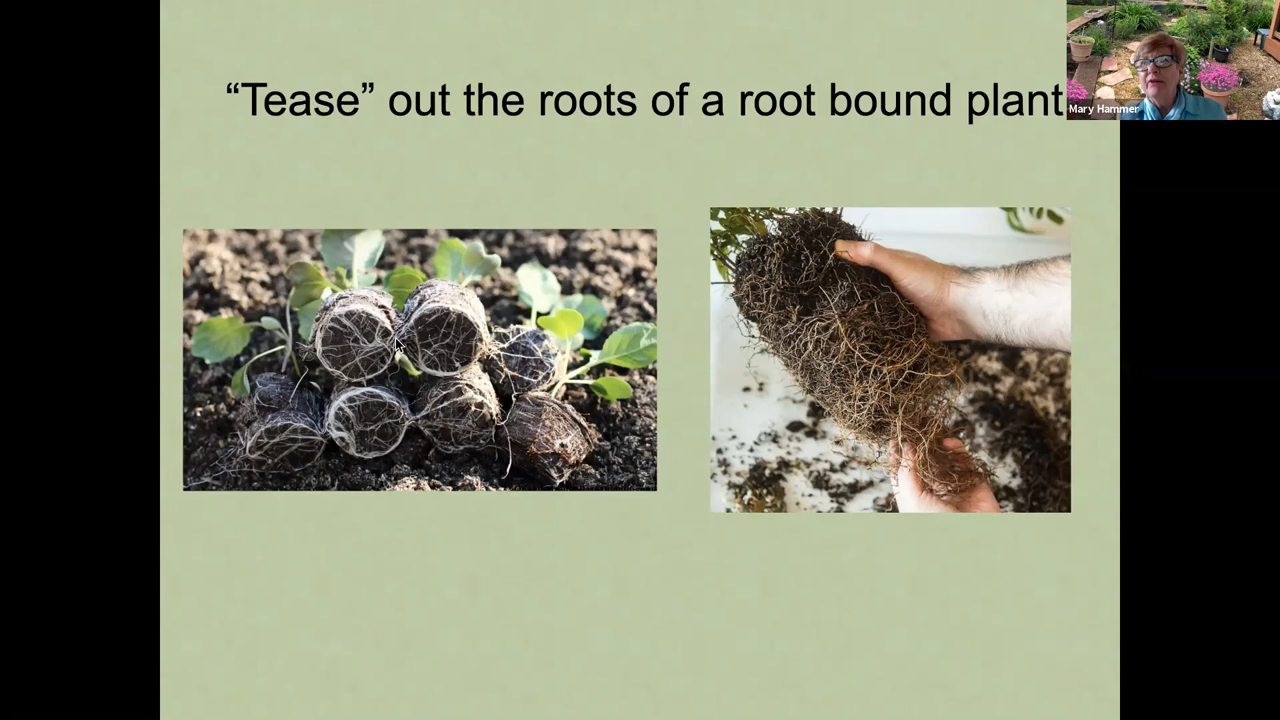 “Tease” out the roots of a root bound plant
Mary Hammer